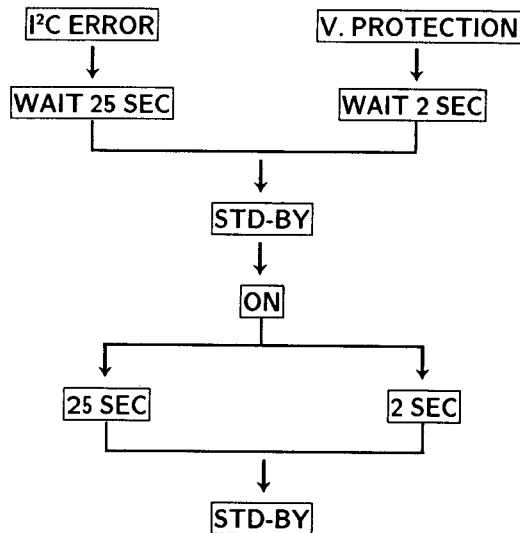 I²C ERROR
V. PROTECTION
WAIT 25 SEC
WAIT 2 SEC
STD-BY
ON
25 SEC
2 SEC
STD-BY